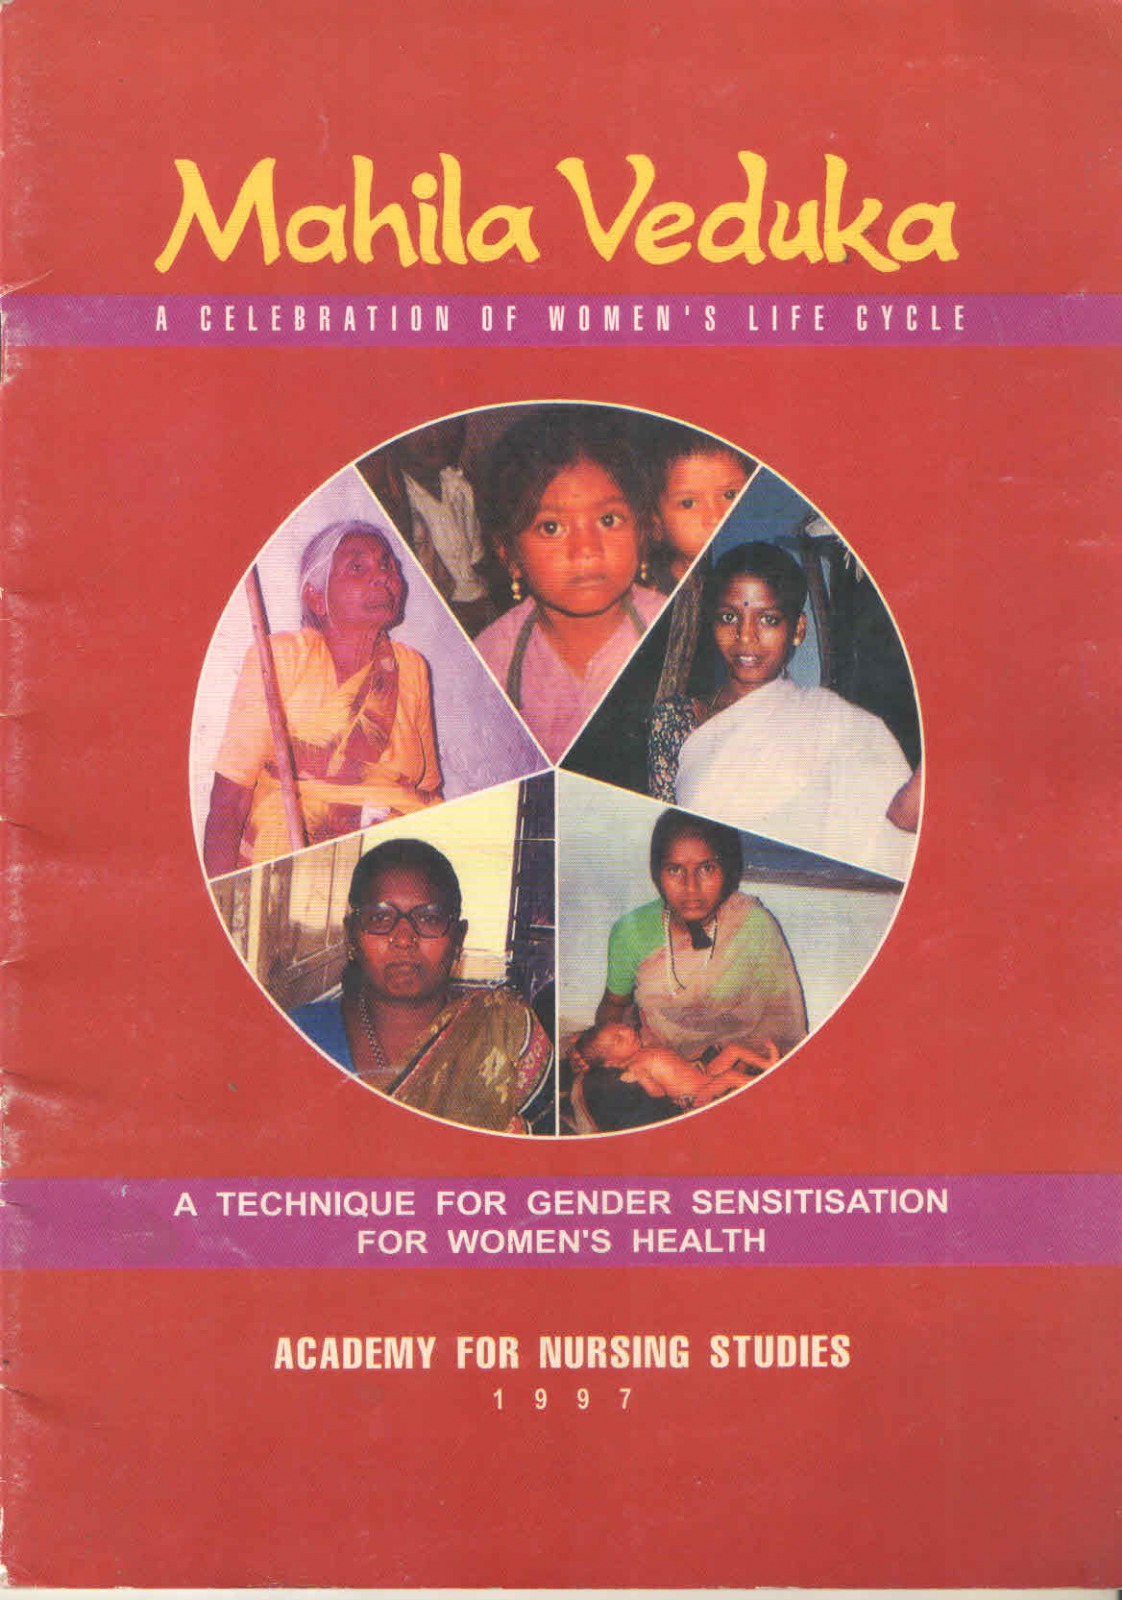 Mahila Veduka
A CELEBRATION OF WOMEN'S LIFE CYCLE
A TECHNIQUE FOR GENDER SENSITISATION
FOR WOMEN'S HEALTH
ACADEMY FOR NURSING STUDIES
1997